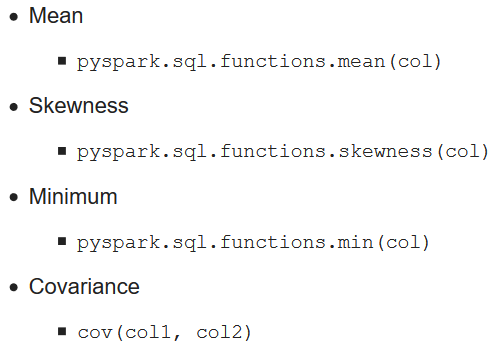 • Mean
▪ pyspark.sql.functions.mean(col)
• Skewness
▪ pyspark.sql.functions.skewness(col)
• Minimum
▪ pyspark.sql.functions.min(col)
• Covariance
▪ cov(col1, col2)